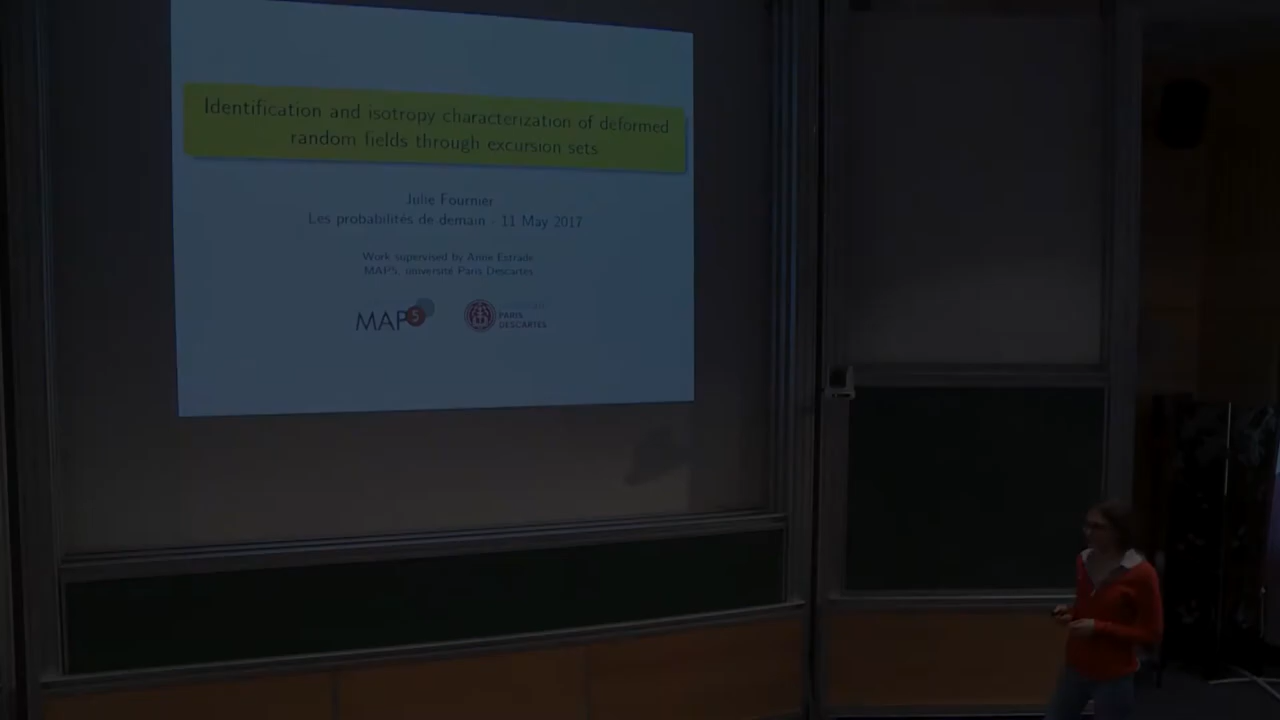 Identification and isotropy characterization of deformed
random fields through excursion sets
Julie Fournier
Les probabilités de demain - 11 May 2017
Work supervised by Anne Estrade
MAP5, université Paris Descartes
MAP5
PARIS
DESCARTES